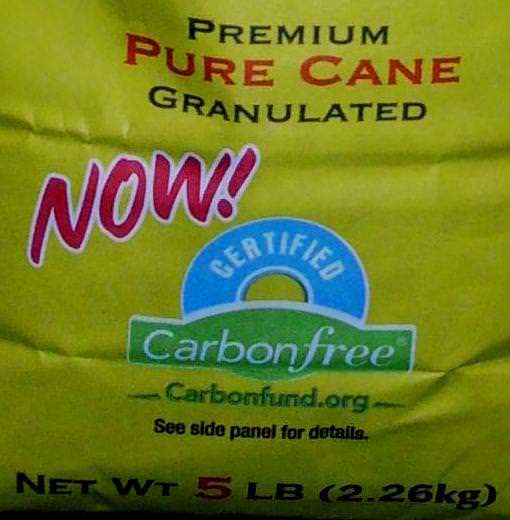 PREMIUM
PURE CANE
GRANULATED
NOW!
CERTIFIED
Carbonfree®
Carbonfund.org
See side panel for details.
NET WT 5 LB (2.26kg)